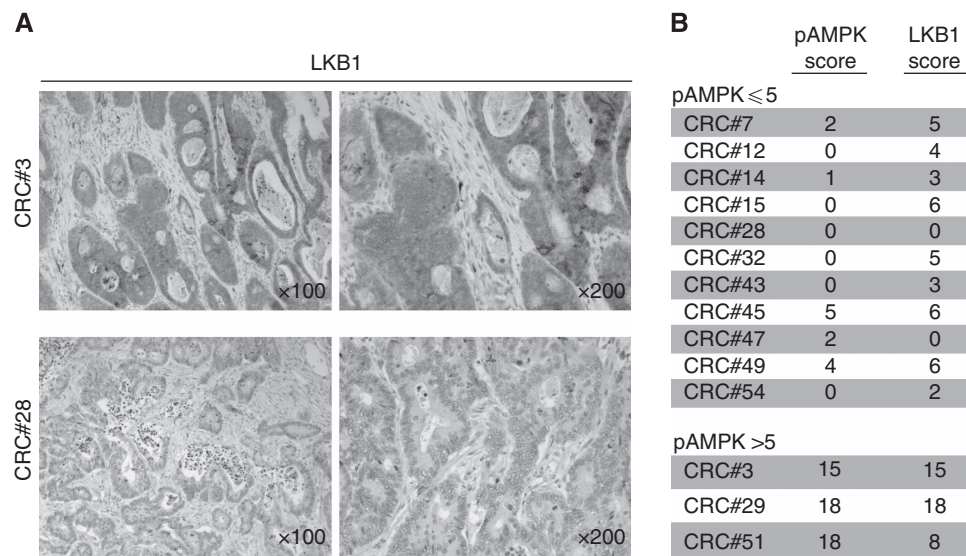 A
LKB1
CRC#3
×100
×200
CRC#28
×100
×200
B
pAMPK LKB1
score score
pAMPK⩽5
CRC#7 2 5
CRC#12 0 4
CRC#14 1 3
CRC#15 0 6
CRC#28 0 0
CRC#32 0 5
CRC#43 0 3
CRC#45 5 6
CRC#47 2 0
CRC#49 4 6
CRC#54 0 2
pAMPK >5
CRC#3 15 15
CRC#29 18 18
CRC#51 18 8